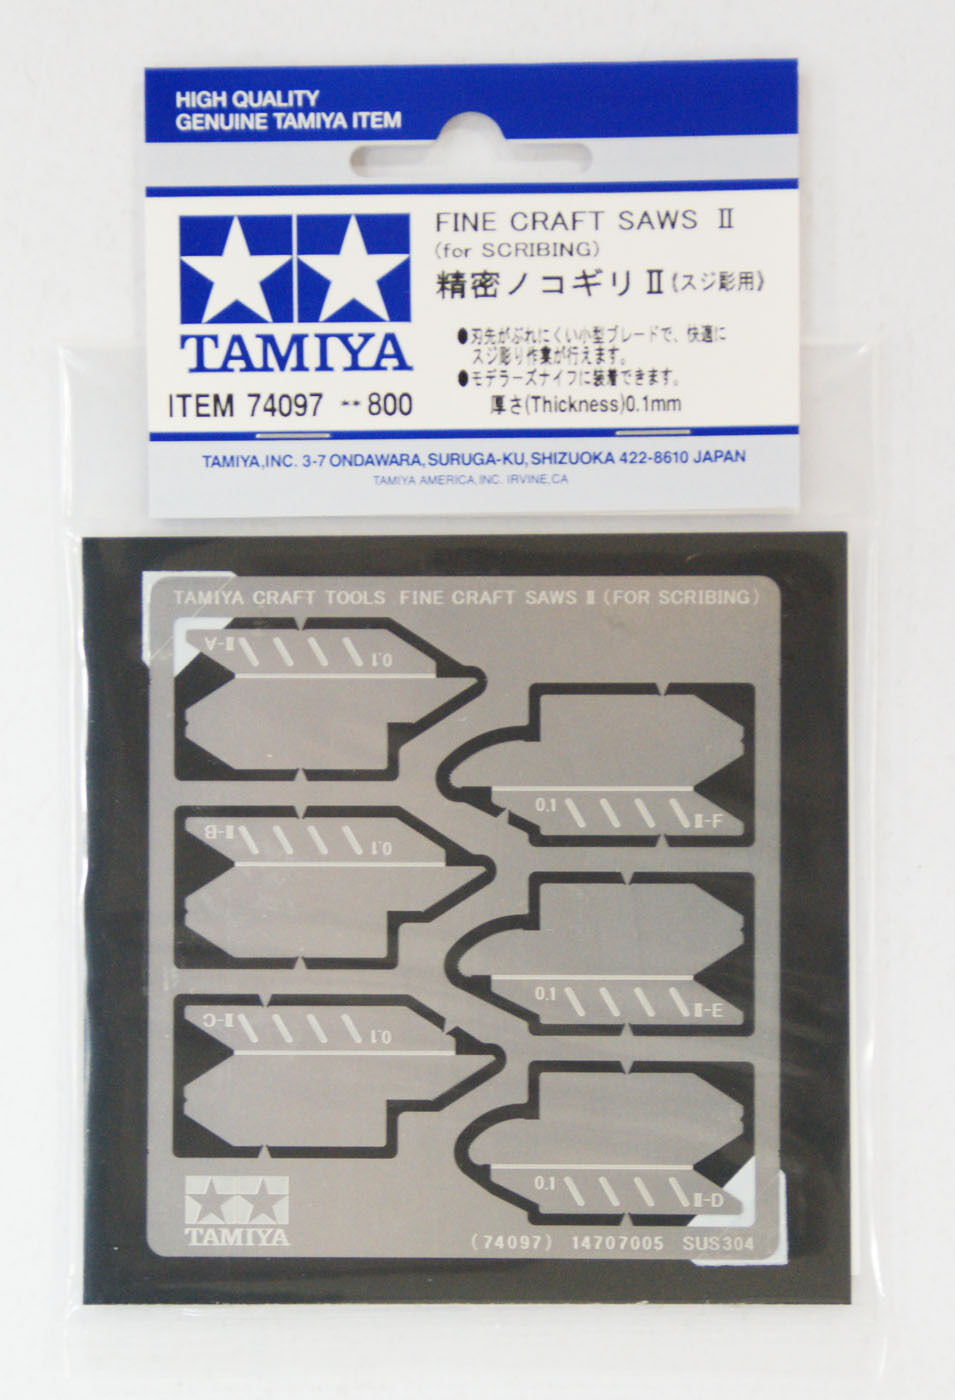 HIGH QUALITY
GENUINE TAMIYA ITEM
TAMIYA
ITEM 74097 **800
FINE CRAFT SAWS Ⅱ
(for SCRIBING)
精密ノコギリⅡ《スジ彫用》
●刃先がぶれにくい小型ブレードで、快適に
スジ彫り作業が行えます。
●モデラーズナイフに装着できます。
厚さ(Thickness)0.1mm
TAMIYA,INC. 3-7 ONDAWARA, SURUGA-KU, SHIZUOKA 422-8610 JAPAN
TAMIYA AMERICA, INC. IRVINE, CA
TAMIYA CRAFT TOOLS FINE CRAFT SAWS Ⅱ (FOR SCRIBING)
Ⅱ-A 0.1
0.1 Ⅱ-F
Ⅱ-B 0.1
0.1 Ⅱ-E
Ⅱ-C 0.1
0.1 Ⅱ-D
TAMIYA
(74097) 14707005 SUS304